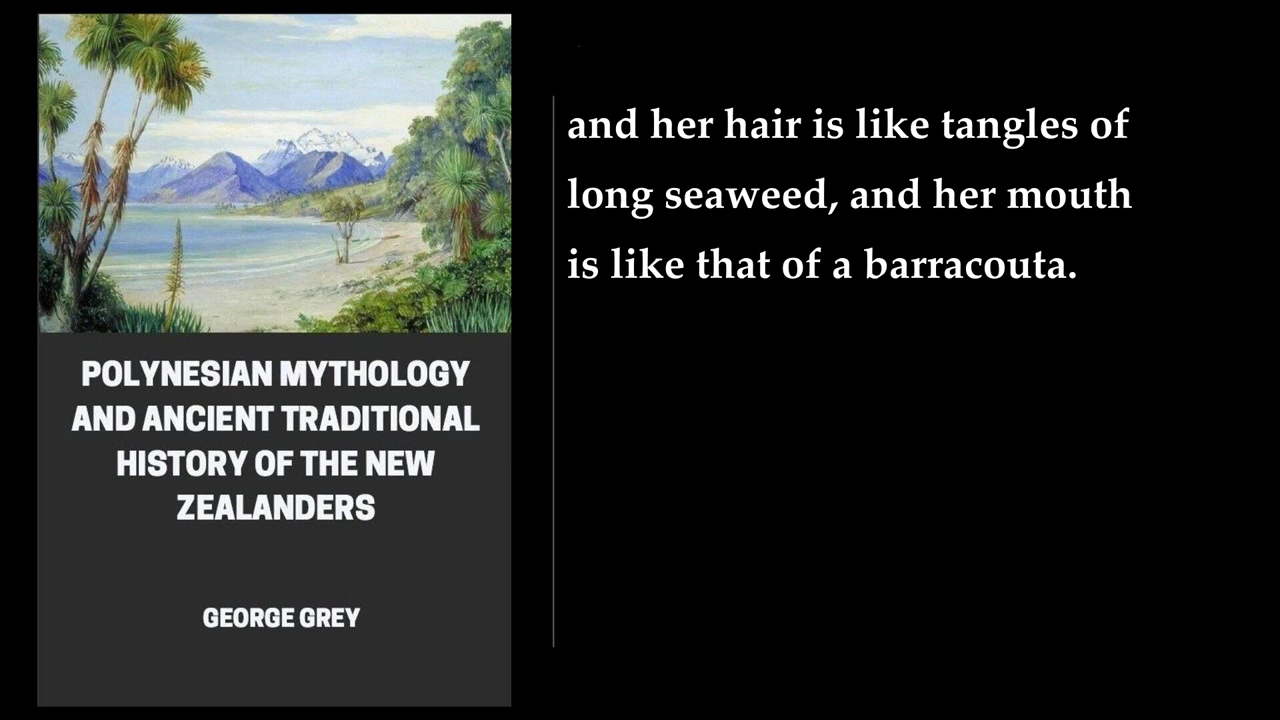 POLYNESIAN MYTHOLOGY
AND ANCIENT TRADITIONAL
HISTORY OF THE NEW
ZEALANDERS
GEORGE GREY
and her hair is like tangles of
long seaweed, and her mouth
is like that of a barracouta.